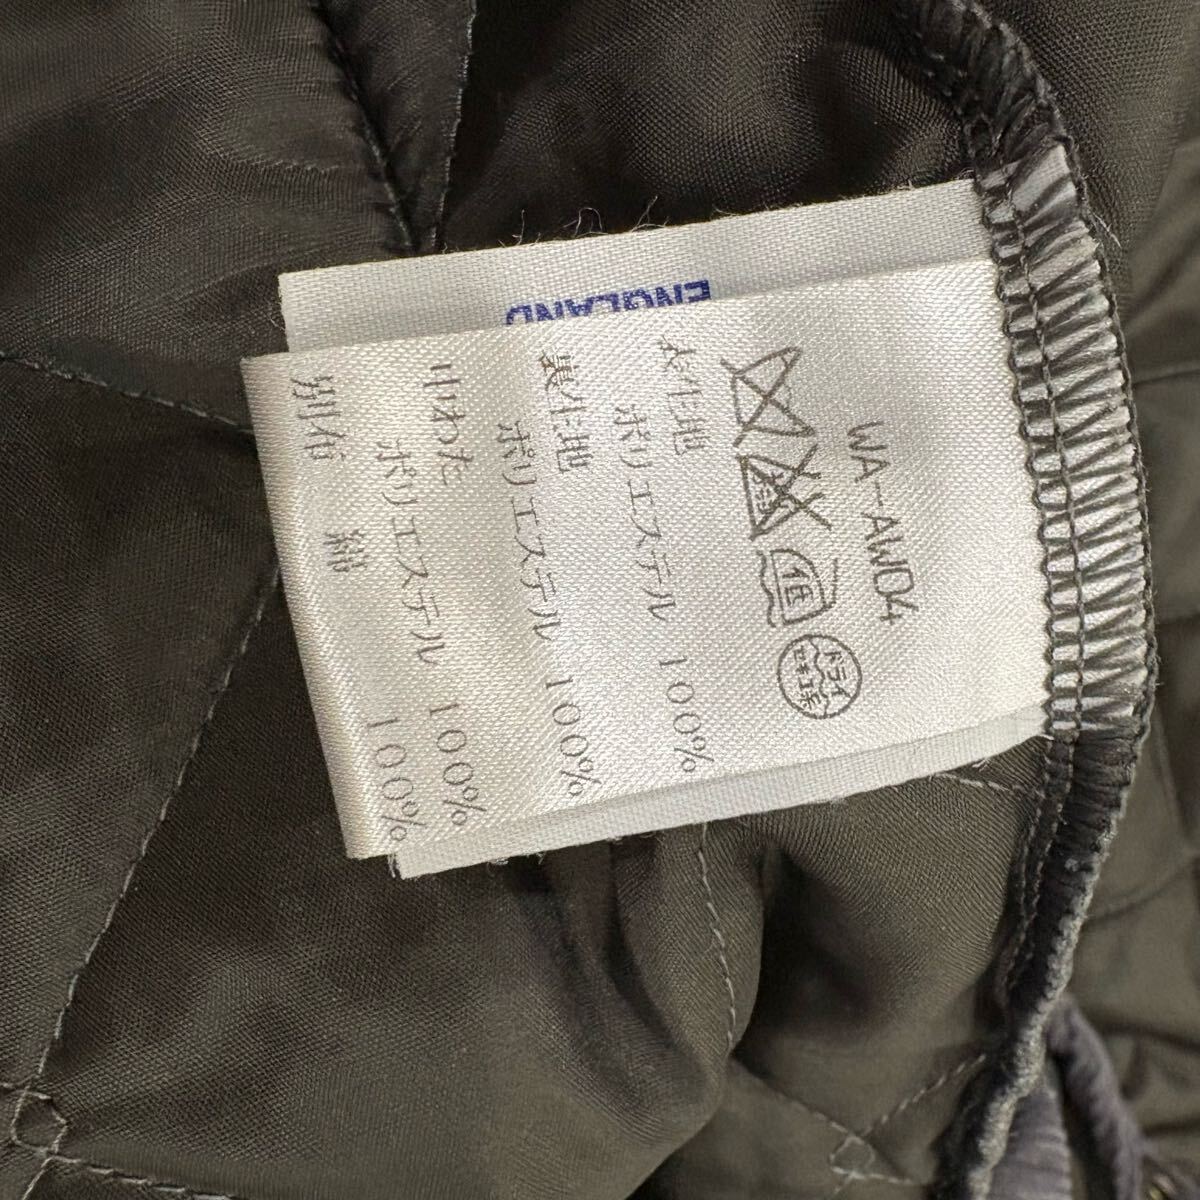 WA-AW04
低
ドライ
セキユ系
表生地
ポリエステル 100%
裏生地
ポリエステル 100%
中わた
ポリエステル 100%
別布
綿 100%
ENGLAND